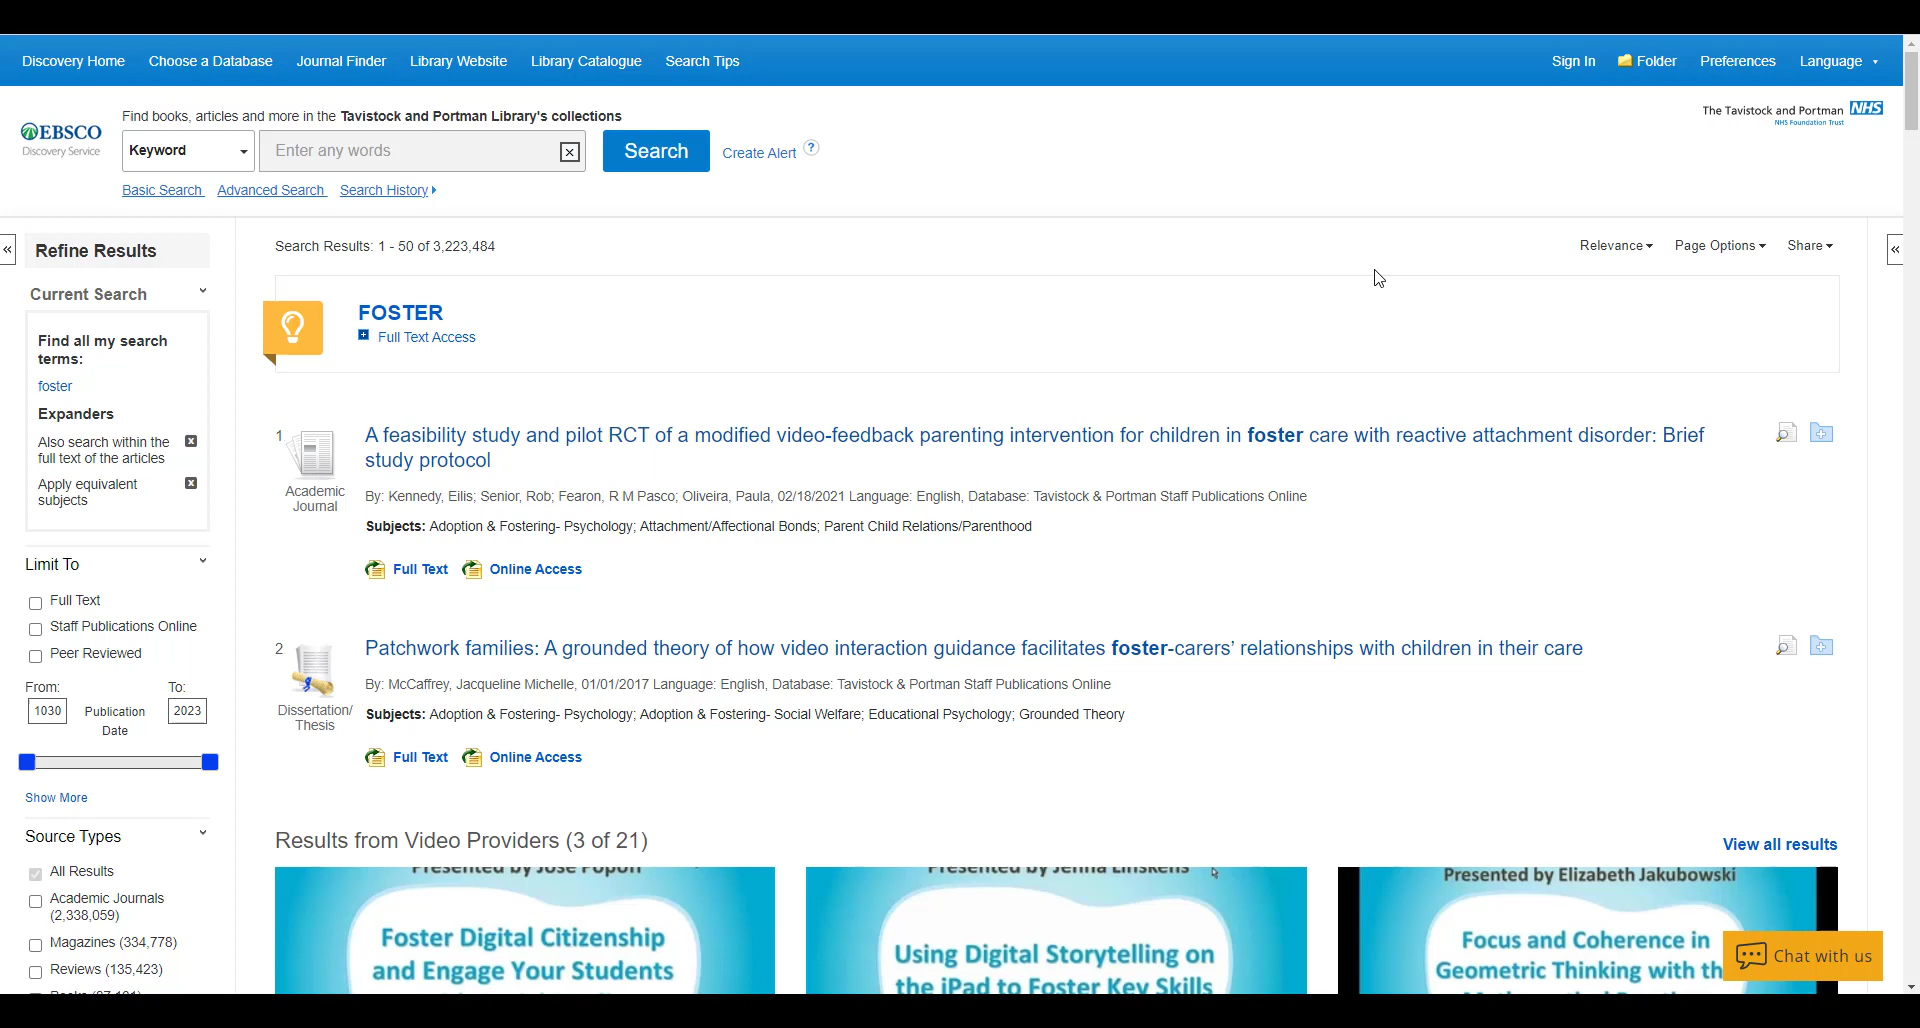 Discovery Home Choose a Database Journal Finder Library Website Library Catalogue Search Tips Sign In Folder Preferences Language
Find books, articles and more in the Tavistock and Portman Library's collections
The Tavistock and Portman NHS
NHS Foundation Trust
EBSCO
Discovery Service
Keyword Enter any words Search Create Alert ?
Basic Search Advanced Search Search History
Refine Results
Search Results: 1 - 50 of 3,223,484
Relevance Page Options Share
Current Search
Find all my search
terms:
foster
Expanders
Also search within the
full text of the articles
Apply equivalent
subjects
Limit To
Full Text
Staff Publications Online
Peer Reviewed
From: To:
1030 Publication 2023
Date
Show More
Source Types
All Results
Academic Journals
(2,338,059)
Magazines (334,778)
Reviews (135,423)
FOSTER
Full Text Access
1
A feasibility study and pilot RCT of a modified video-feedback parenting intervention for children in foster care with reactive attachment disorder: Brief
study protocol
Academic
Journal
By: Kennedy, Eilis; Senior, Rob; Fearon, R M Pasco; Oliveira, Paula, 02/18/2021 Language: English, Database: Tavistock & Portman Staff Publications Online
Subjects: Adoption & Fostering- Psychology; Attachment/Affectional Bonds; Parent Child Relations/Parenthood
Full Text Online Access
2
Patchwork families: A grounded theory of how video interaction guidance facilitates foster-carers’ relationships with children in their care
By: McCaffrey, Jacqueline Michelle, 01/01/2017 Language: English, Database: Tavistock & Portman Staff Publications Online
Dissertation/
Thesis
Subjects: Adoption & Fostering- Psychology; Adoption & Fostering- Social Welfare; Educational Psychology; Grounded Theory
Full Text Online Access
Results from Video Providers (3 of 21)
View all results
Presented by Jose Popoff
Foster Digital Citizenship
and Engage Your Students
Presented by Jenna Linskens
Using Digital Storytelling on
the iPad to Foster Key Skills
Presented by Elizabeth Jakubowski
Focus and Coherence in
Geometric Thinking with th
Chat with us